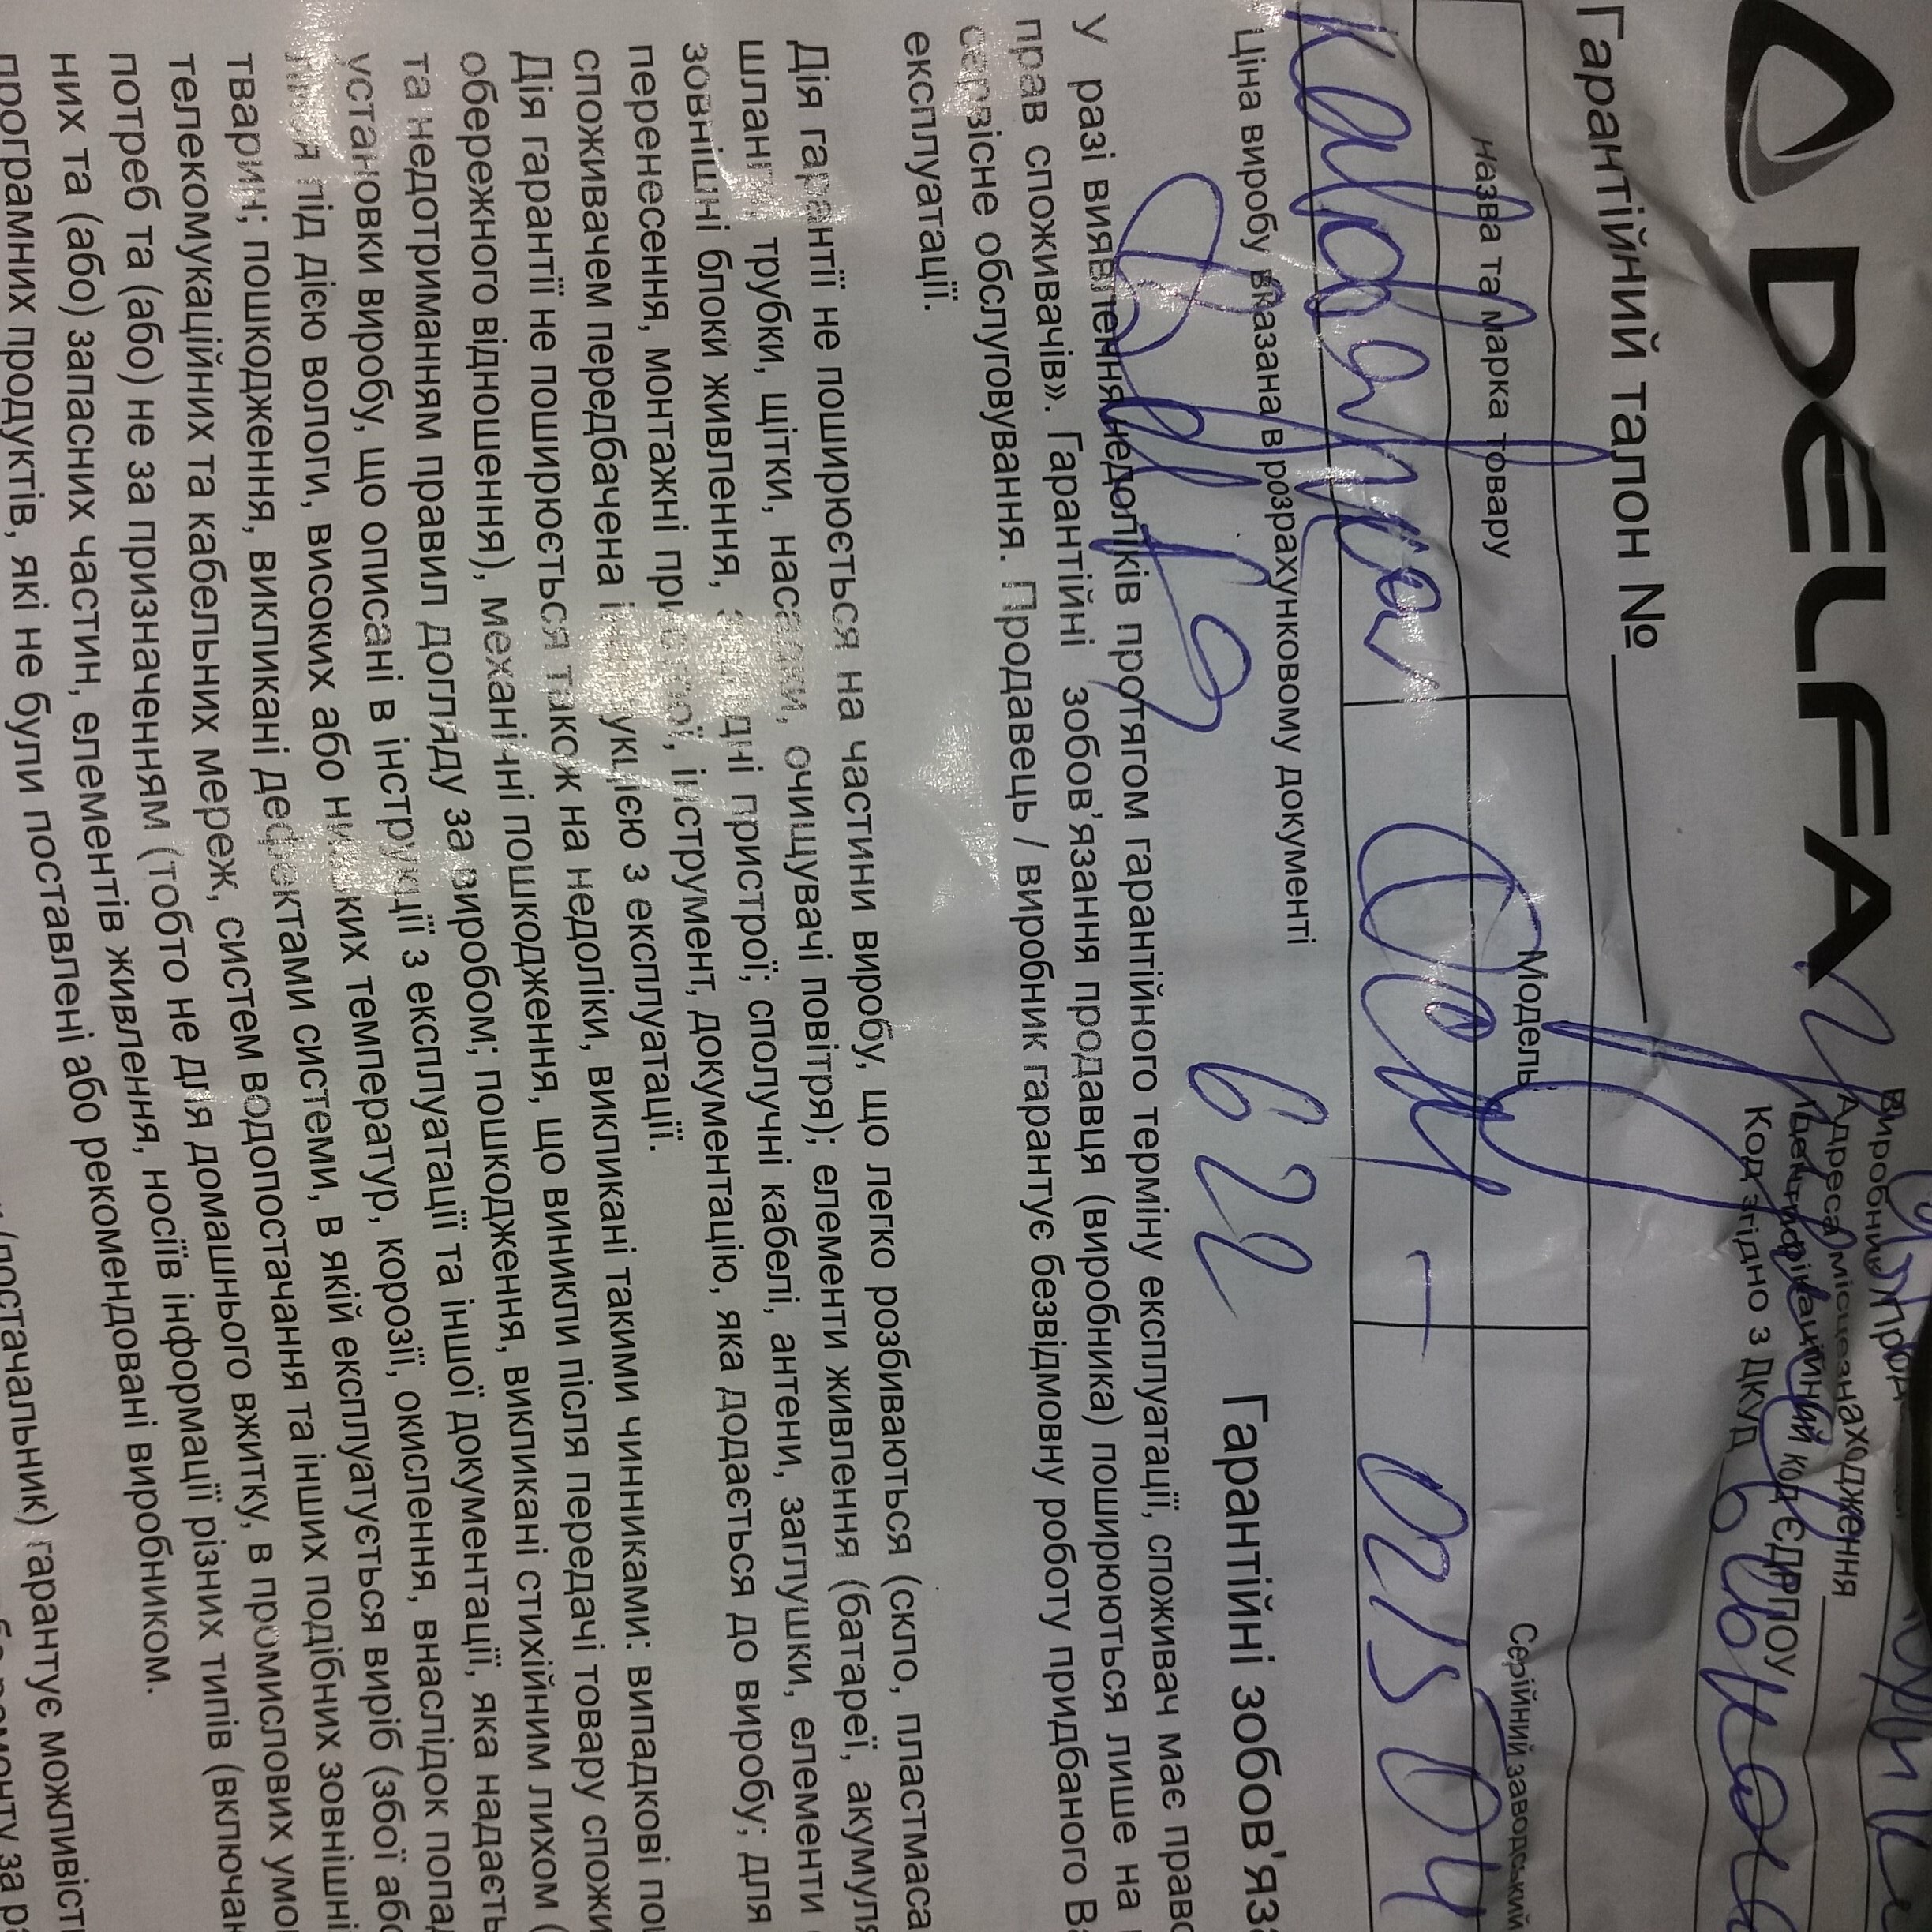 DELFA
Гарантійний талон №
Виробник / Прод
Адреса місцезнаходження
Ідентифікаційний код ЄДРПОУ
Код згідно з ДКУД
Назва та марка товару Модель Серійний заводський
Delfa 622
Ціна виробу вказана в розрахунковому документі
Гарантійні зобов'яза
У разі виявлення недоліків протягом гарантійного терміну експлуатації, споживач має право
прав споживачів». Гарантійні зобов'язання продавця (виробника) поширюються лише на
сервісне обслуговування. Продавець / виробник гарантує безвідмовну роботу придбаного В
експлуатації.
Дія гарантії не поширюється на частини виробу, що легко розбиваються (скло, пластмаса
шланги, трубки, щітки, насадки, очищувачі повітря); елементи живлення (батареї, акумуля
зовнішні блоки живлення, зарядні пристрої; сполучні кабелі, антени, заглушки, елементи
перенесення, монтажні пристрої, інструмент, документацію, яка додається до виробу; для
споживачем передбачена інструкцією з експлуатації.
Дія гарантії не поширюється також на недоліки, викликані такими чинниками: випадкові по
обережного відношення), механічні пошкодження, що виникли після передачі товару спожи
та недотриманням правил догляду за виробом; пошкодження, викликані стихійним лихом (
установки виробу, що описані в інструкції з експлуатації та іншої документації, яка надаєть
під дією вологи, високих або низьких температур, корозії, окислення, внаслідок попад
тварин; пошкодження, викликані дефектами системи, в якій експлуатується виріб (збої або
телекомукаційних та кабельних мереж, систем водопостачання та інших подібних зовнішні
потреб та (або) не за призначенням (тобто не для домашнього вжитку, в промислових умо
них та (або) запасних частин, елементів живлення, носіїв інформації різних типів (включа
програмних продуктів, які не були поставлені або рекомендовані виробником.
(постачальник) гарантує можливіст